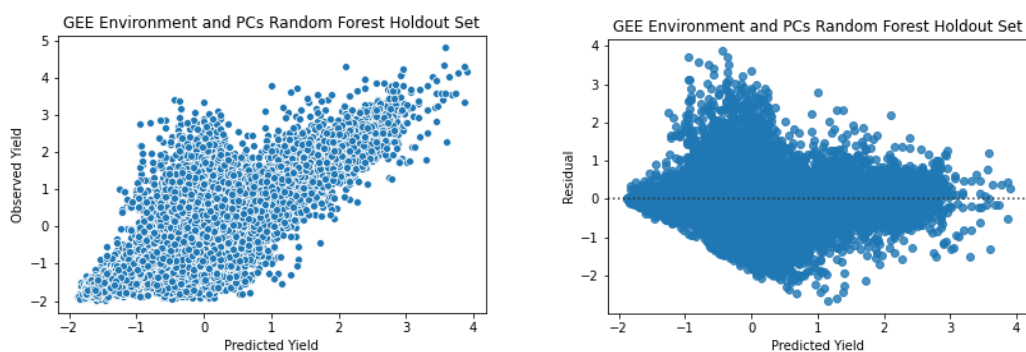 GEE Environment and PCs Random Forest Holdout Set
5
4
3
2
1
0
−1
−2
Observed Yield
−2 −1 0 1 2 3 4
Predicted Yield
GEE Environment and PCs Random Forest Holdout Set
4
3
2
1
0
−1
−2
Residual
−2 −1 0 1 2 3 4
Predicted Yield